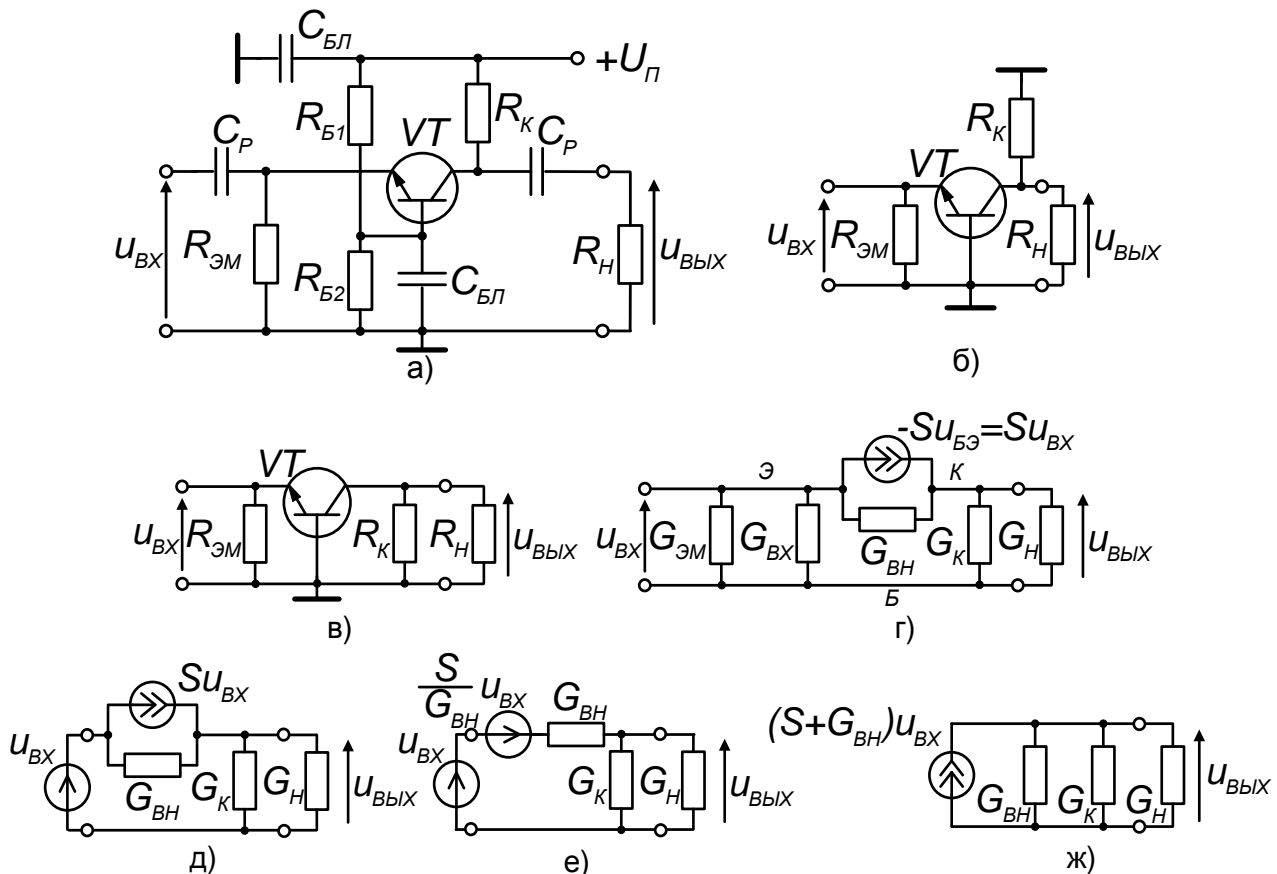 C_БЛ
+U_П
R_Б1
VT
R_К
C_Р
C_Р
u_ВХ
R_ЭМ
R_Б2
C_БЛ
R_Н
u_ВЫХ
а)
R_К
VT
u_ВХ
R_ЭМ
R_Н
u_ВЫХ
б)
VT
u_ВХ
R_ЭМ
R_К
R_Н
u_ВЫХ
в)
-Su_БЭ=Su_ВХ
Э
К
u_ВХ
G_ЭМ
G_ВХ
G_ВН
G_К
G_Н
u_ВЫХ
Б
г)
Su_ВХ
u_ВХ
G_ВН
G_К
G_Н
u_ВЫХ
д)
S
G_ВН
u_ВХ
G_ВН
u_ВХ
G_К
G_Н
u_ВЫХ
е)
(S+G_ВН)u_ВХ
G_ВН
G_К
G_Н
u_ВЫХ
ж)